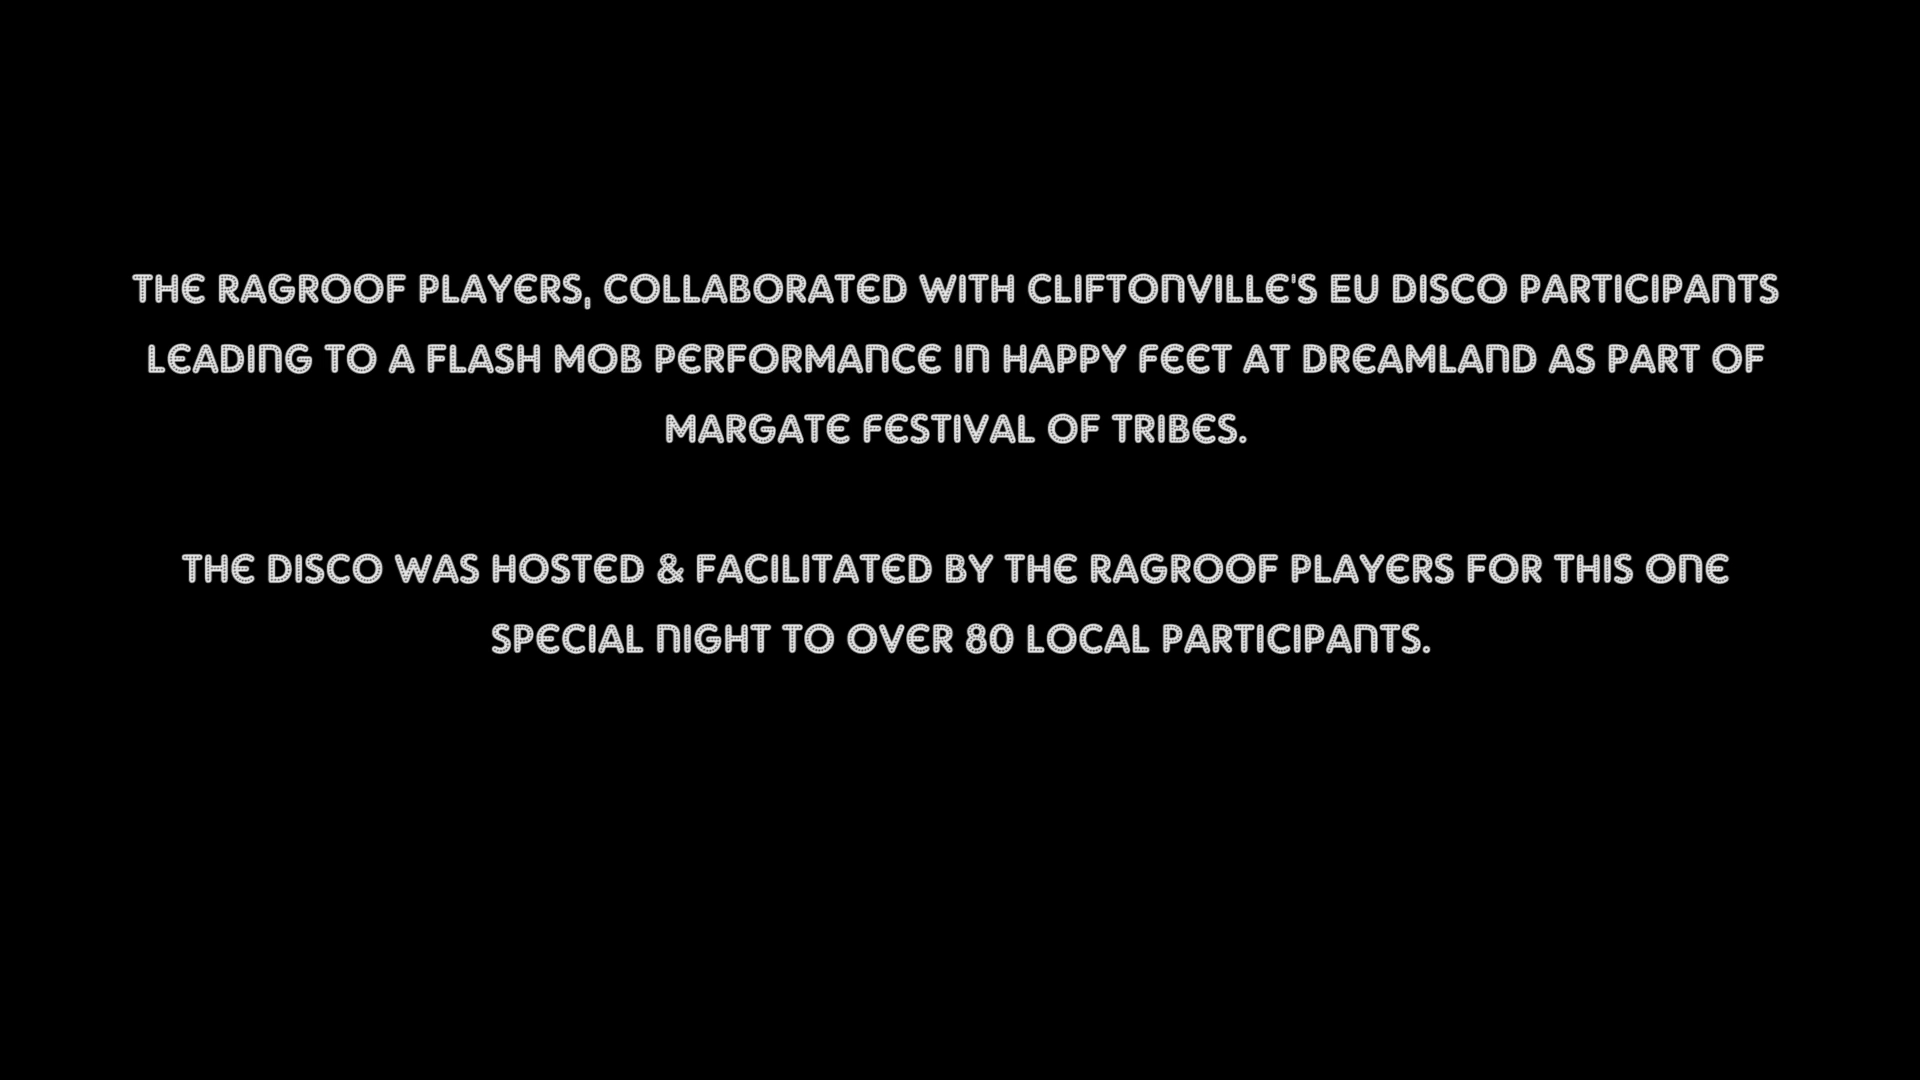 THE RAGROOF PLAYERS, COLLABORATED WITH CLIFTONVILLE'S EU DISCO PARTICIPANTS
LEADING TO A FLASH MOB PERFORMANCE IN HAPPY FEET AT DREAMLAND AS PART OF
MARGATE FESTIVAL OF TRIBES.
THE DISCO WAS HOSTED & FACILITATED BY THE RAGROOF PLAYERS FOR THIS ONE
SPECIAL NIGHT TO OVER 80 LOCAL PARTICIPANTS.